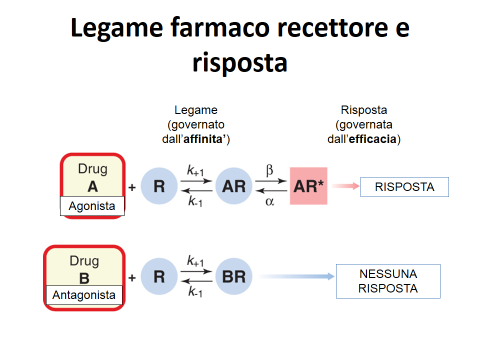 Legame farmaco recettore e
risposta
Legame
(governato
dall'affinita')
Risposta
(governata
dall'efficacia)
Drug
A
Agonista
+
R
k+1
k-1
AR
β
α
AR*
RISPOSTA
Drug
B
Antagonista
+
R
k+1
k-1
BR
NESSUNA
RISPOSTA